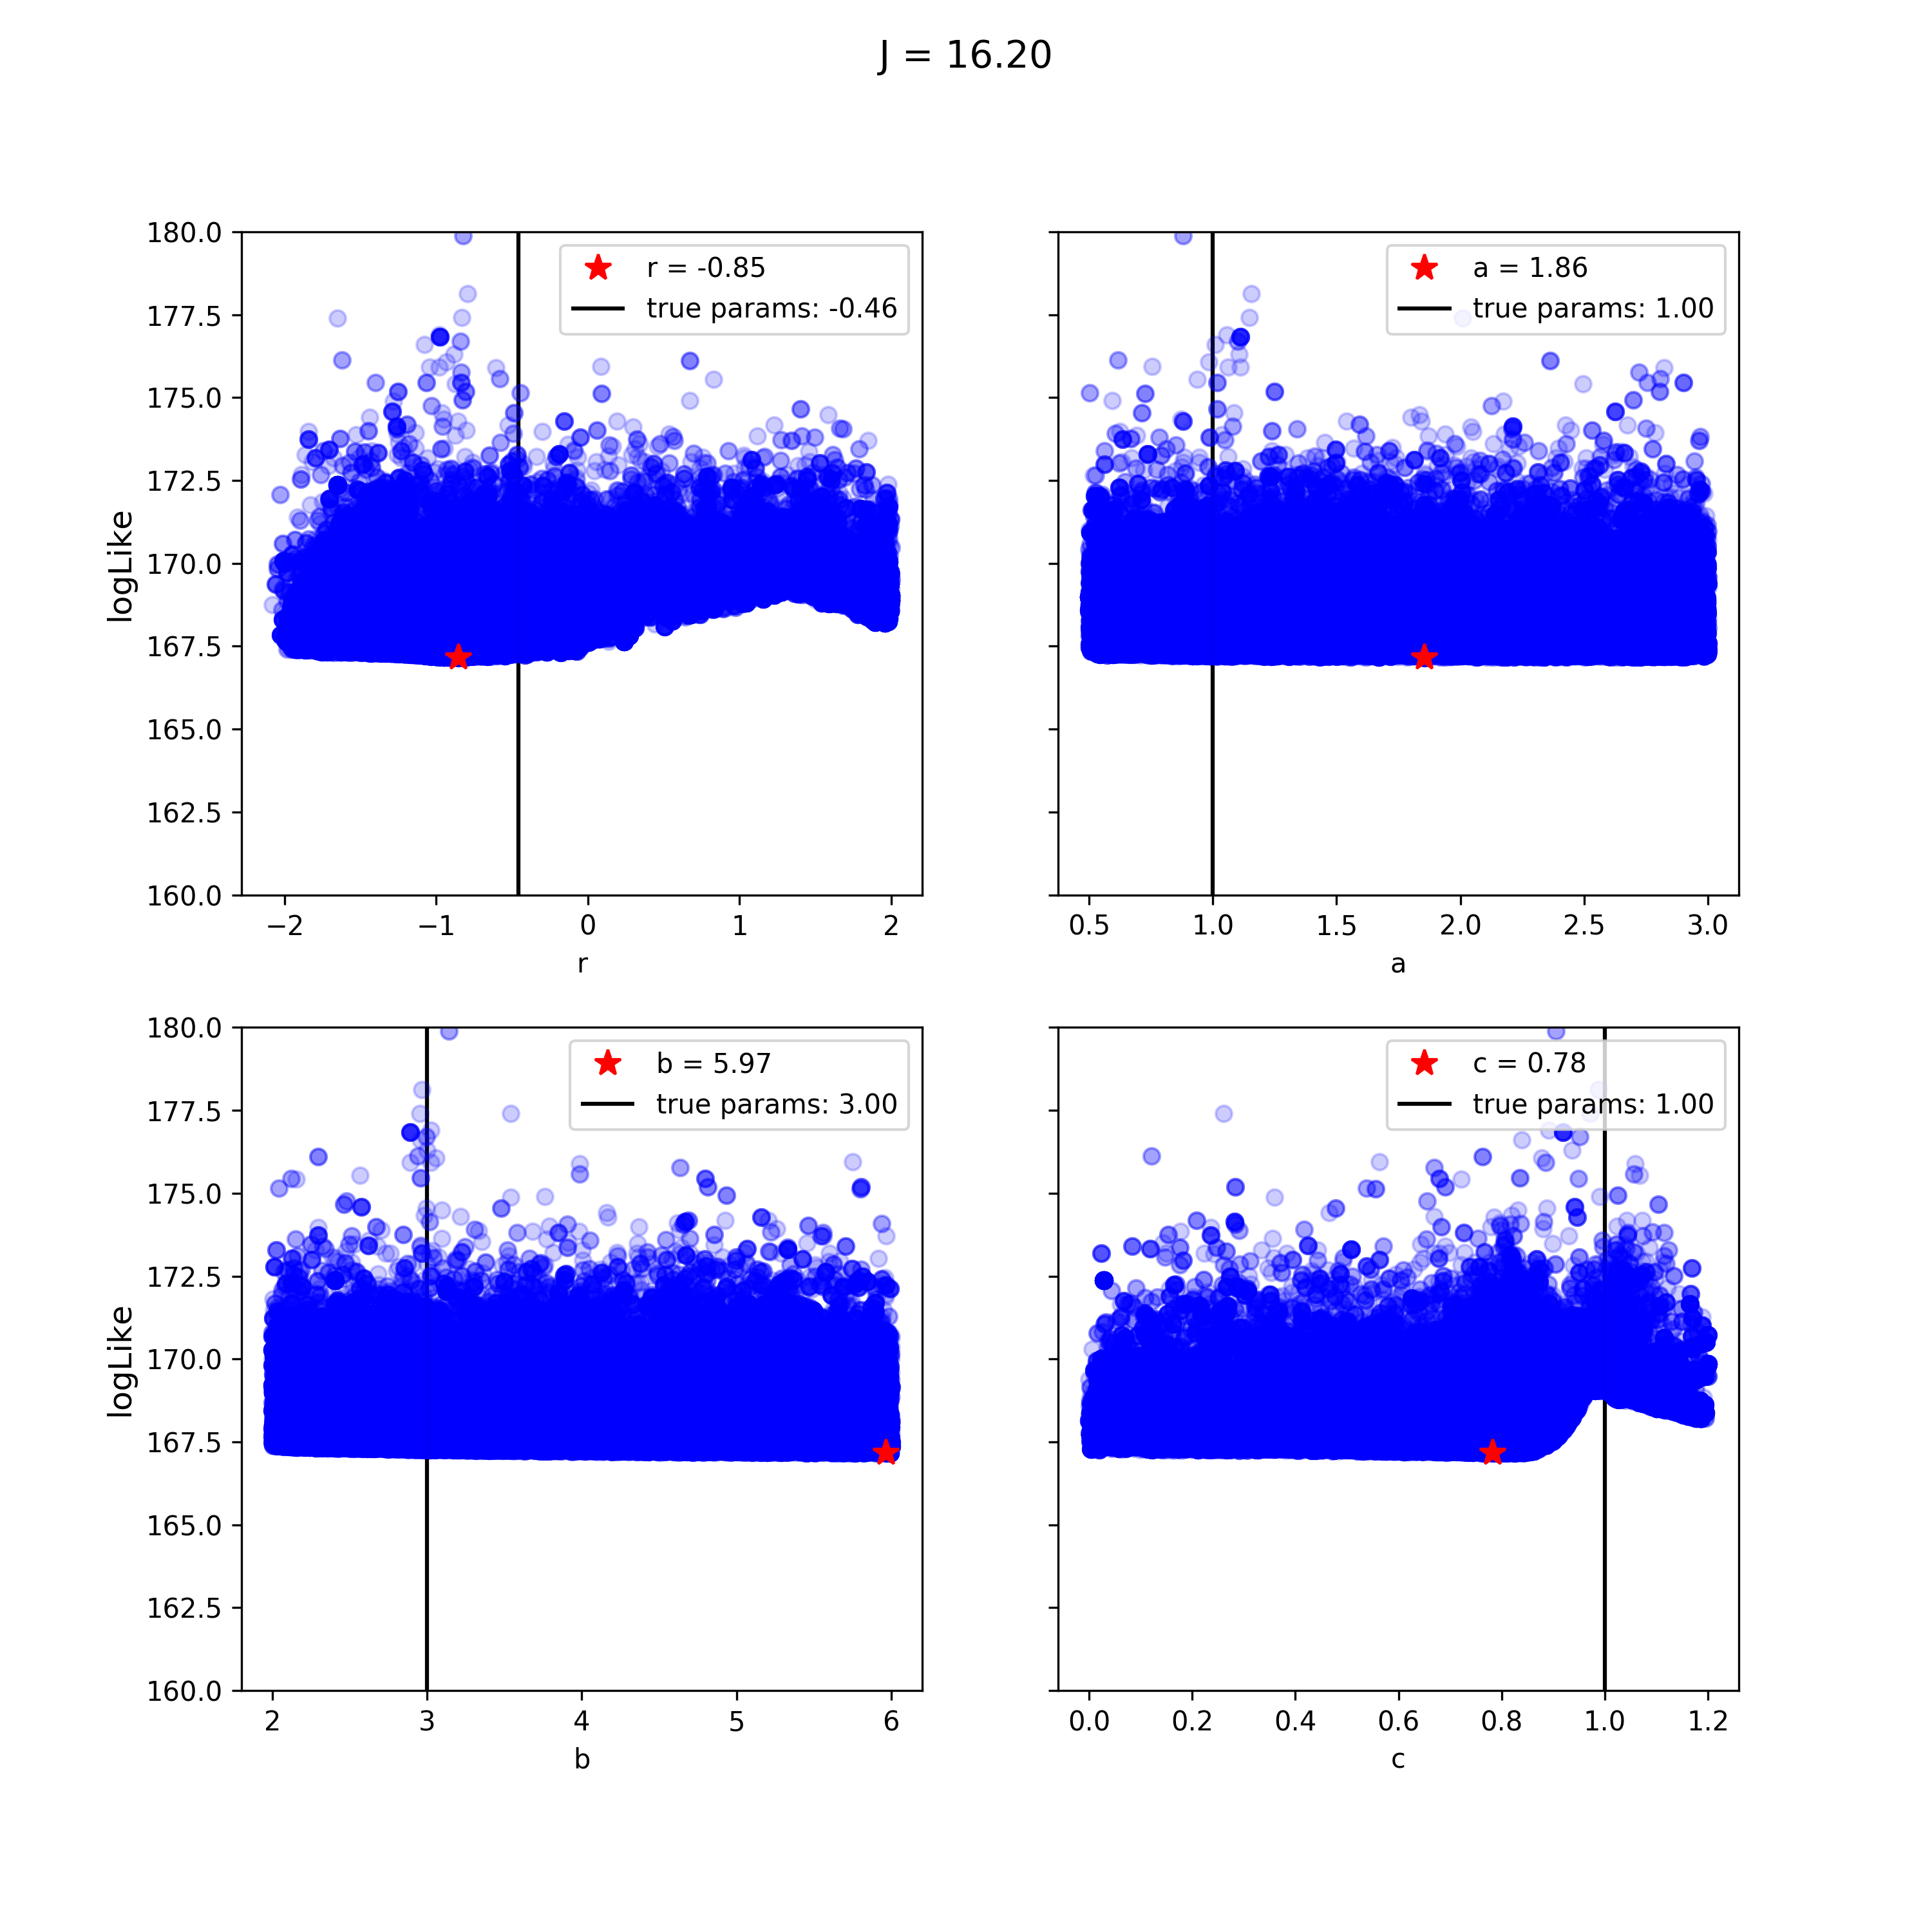 J = 16.20
180.0
177.5
175.0
172.5
170.0
167.5
165.0
162.5
160.0
logLike
r = -0.85
true params: -0.46
−2 −1 0 1 2
r
a = 1.86
true params: 1.00
0.5 1.0 1.5 2.0 2.5 3.0
a
180.0
177.5
175.0
172.5
170.0
167.5
165.0
162.5
160.0
logLike
b = 5.97
true params: 3.00
2 3 4 5 6
b
c = 0.78
true params: 1.00
0.0 0.2 0.4 0.6 0.8 1.0 1.2
c